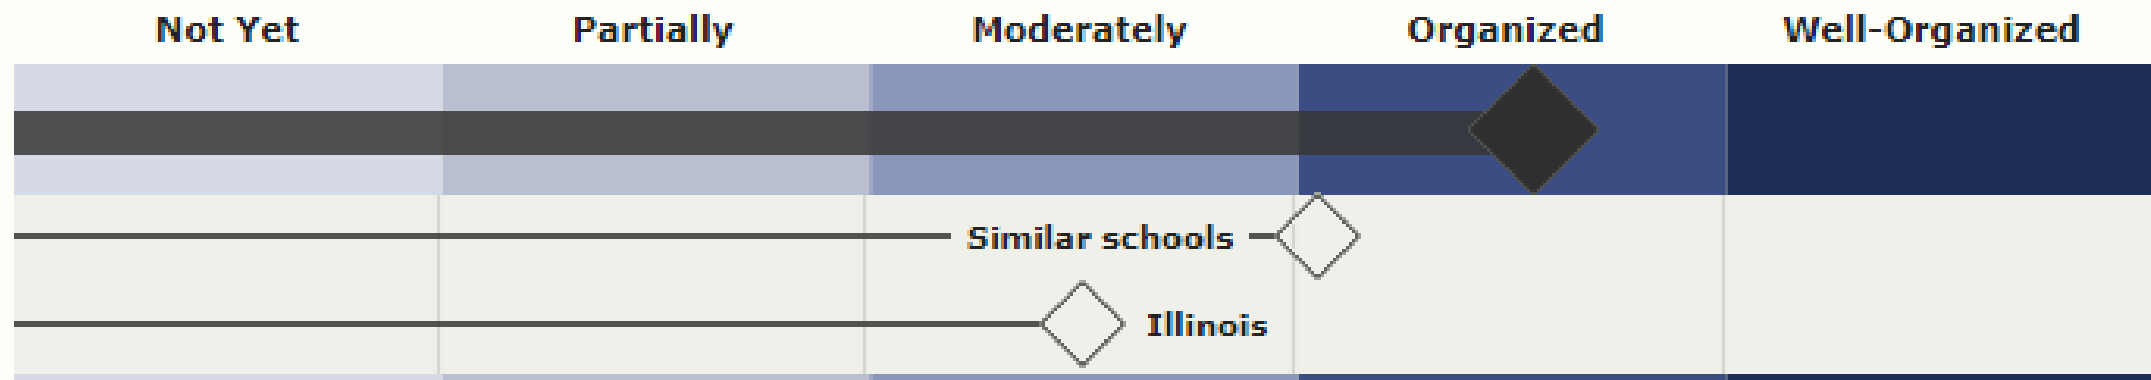 Not Yet Partially Moderately Organized Well-Organized
Similar schools
Illinois